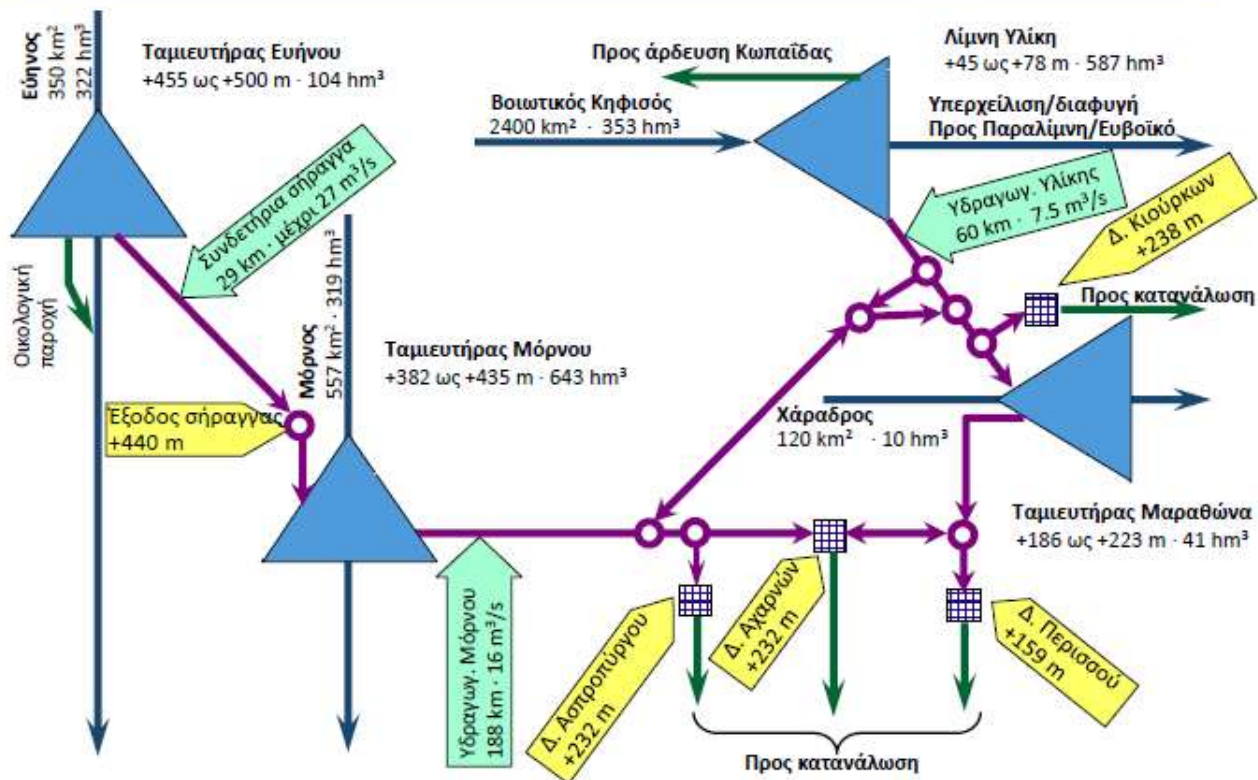 Εύηνος
350 km²
322 hm³
Ταμιευτήρας Ευήνου
+455 ως +500 m · 104 hm³
Προς άρδευση Κωπαΐδας
Λίμνη Υλίκη
+45 ως +78 m · 587 hm³
Βοιωτικός Κηφισός
2400 km² · 353 hm³
Υπερχείλιση/διαφυγή
Προς Παραλίμνη/Ευβοϊκό
Συνδετήρια σήραγγα
29 km · μέχρι 27 m³/s
Υδραγωγ. Υλίκης
60 km · 7.5 m³/s
Δ. Κιούρκων
+238 m
Οικολογική
παροχή
Μόρνος
557 km² · 319 hm³
Προς κατανάλωση
Ταμιευτήρας Μόρνου
+382 ως +435 m · 643 hm³
Έξοδος σήραγγας
+440 m
Χάραδρος
120 km² · 10 hm³
Ταμιευτήρας Μαραθώνα
+186 ως +223 m · 41 hm³
Υδραγωγ. Μόρνου
188 km · 16 m³/s
Δ. Ασπροπύργου
+232 m
Δ. Αχαρνών
+232 m
Δ. Περισσού
+159 m
Προς κατανάλωση